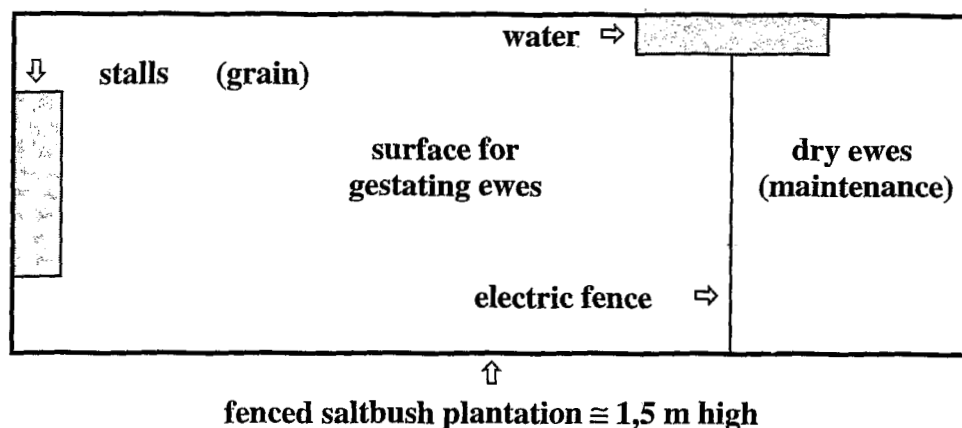 water ⇨
⇩ stalls (grain)
surface for
gestating ewes
dry ewes
(maintenance)
electric fence ⇨
⇧
fenced saltbush plantation ≅ 1,5 m high